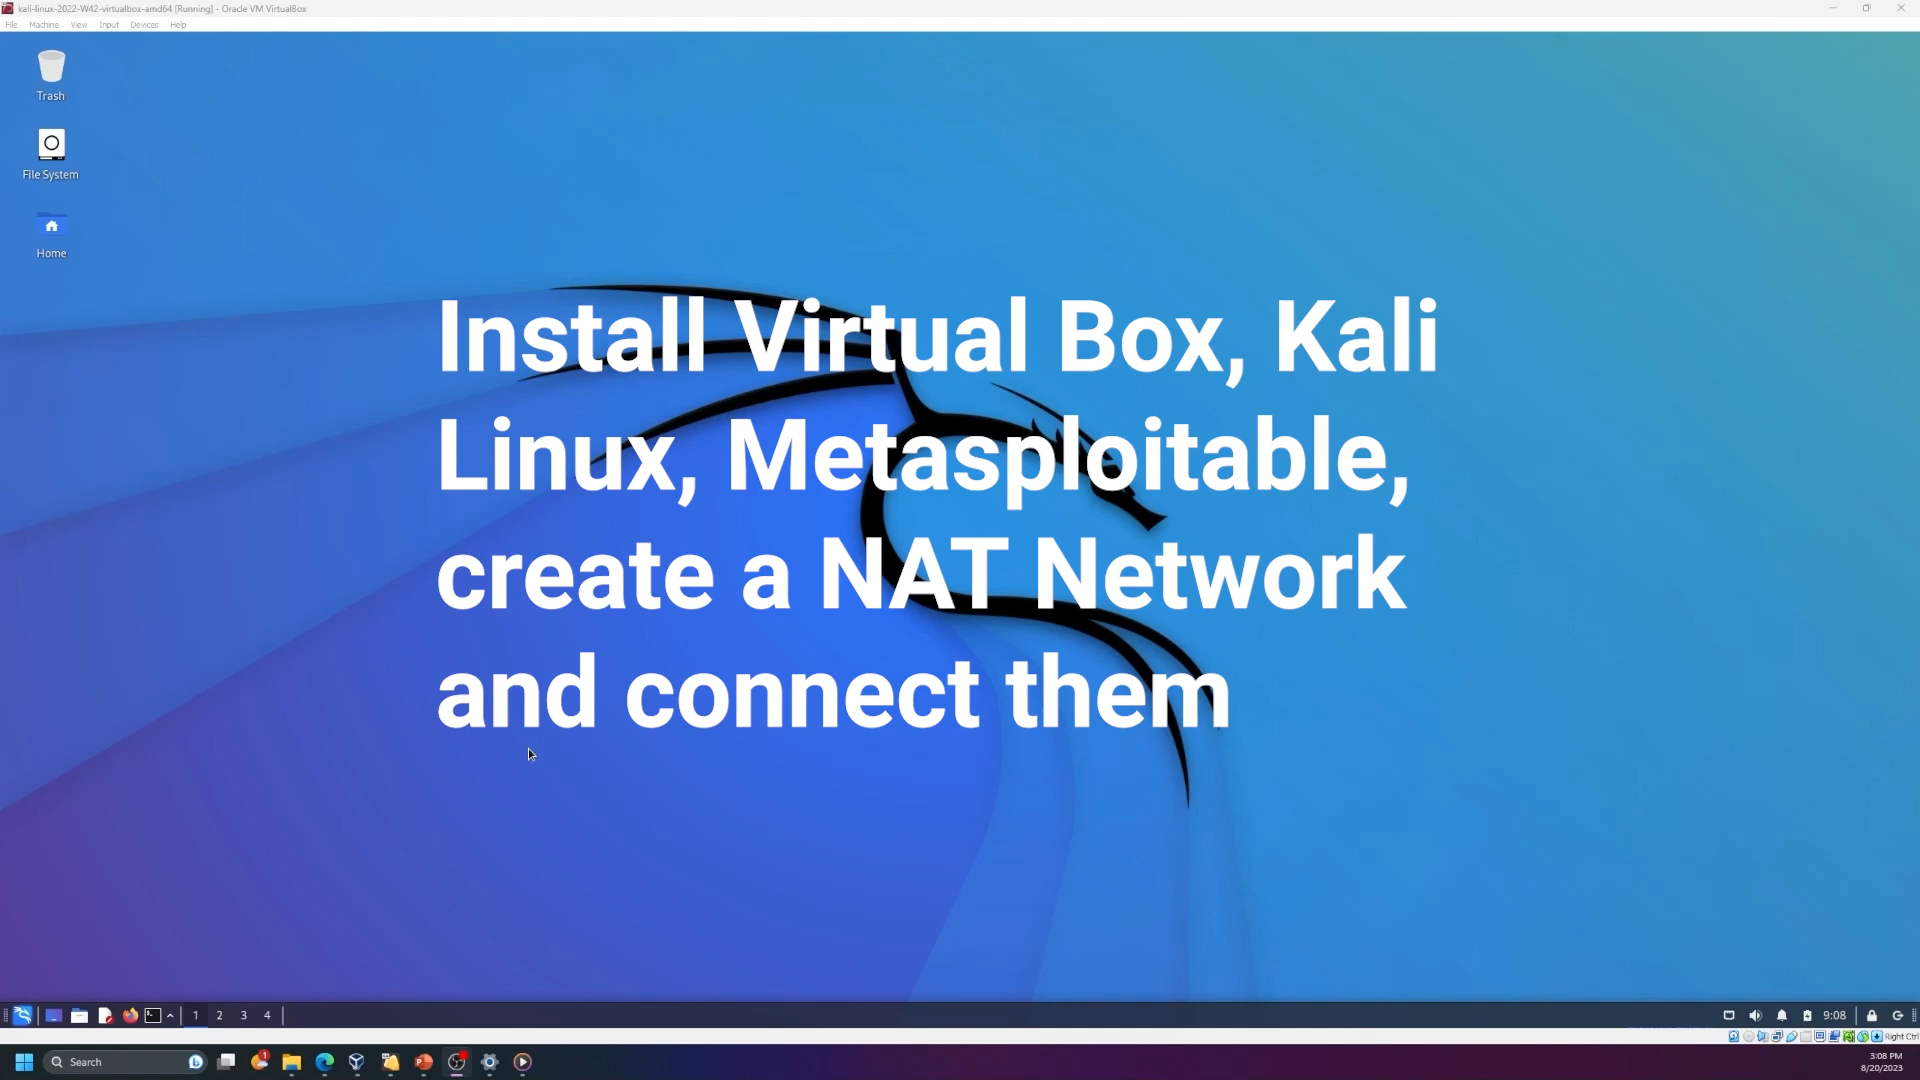 kali-linux-2022-W42-virtualbox-amd64 [Running] - Oracle VM VirtualBox
File Machine View Input Devices Help
Trash
File System
Home
Install Virtual Box, Kali
Linux, Metasploitable,
create a NAT Network
and connect them
1 2 3 4
9:08
Right Ctrl
Search
1
3:08 PM
8/20/2023